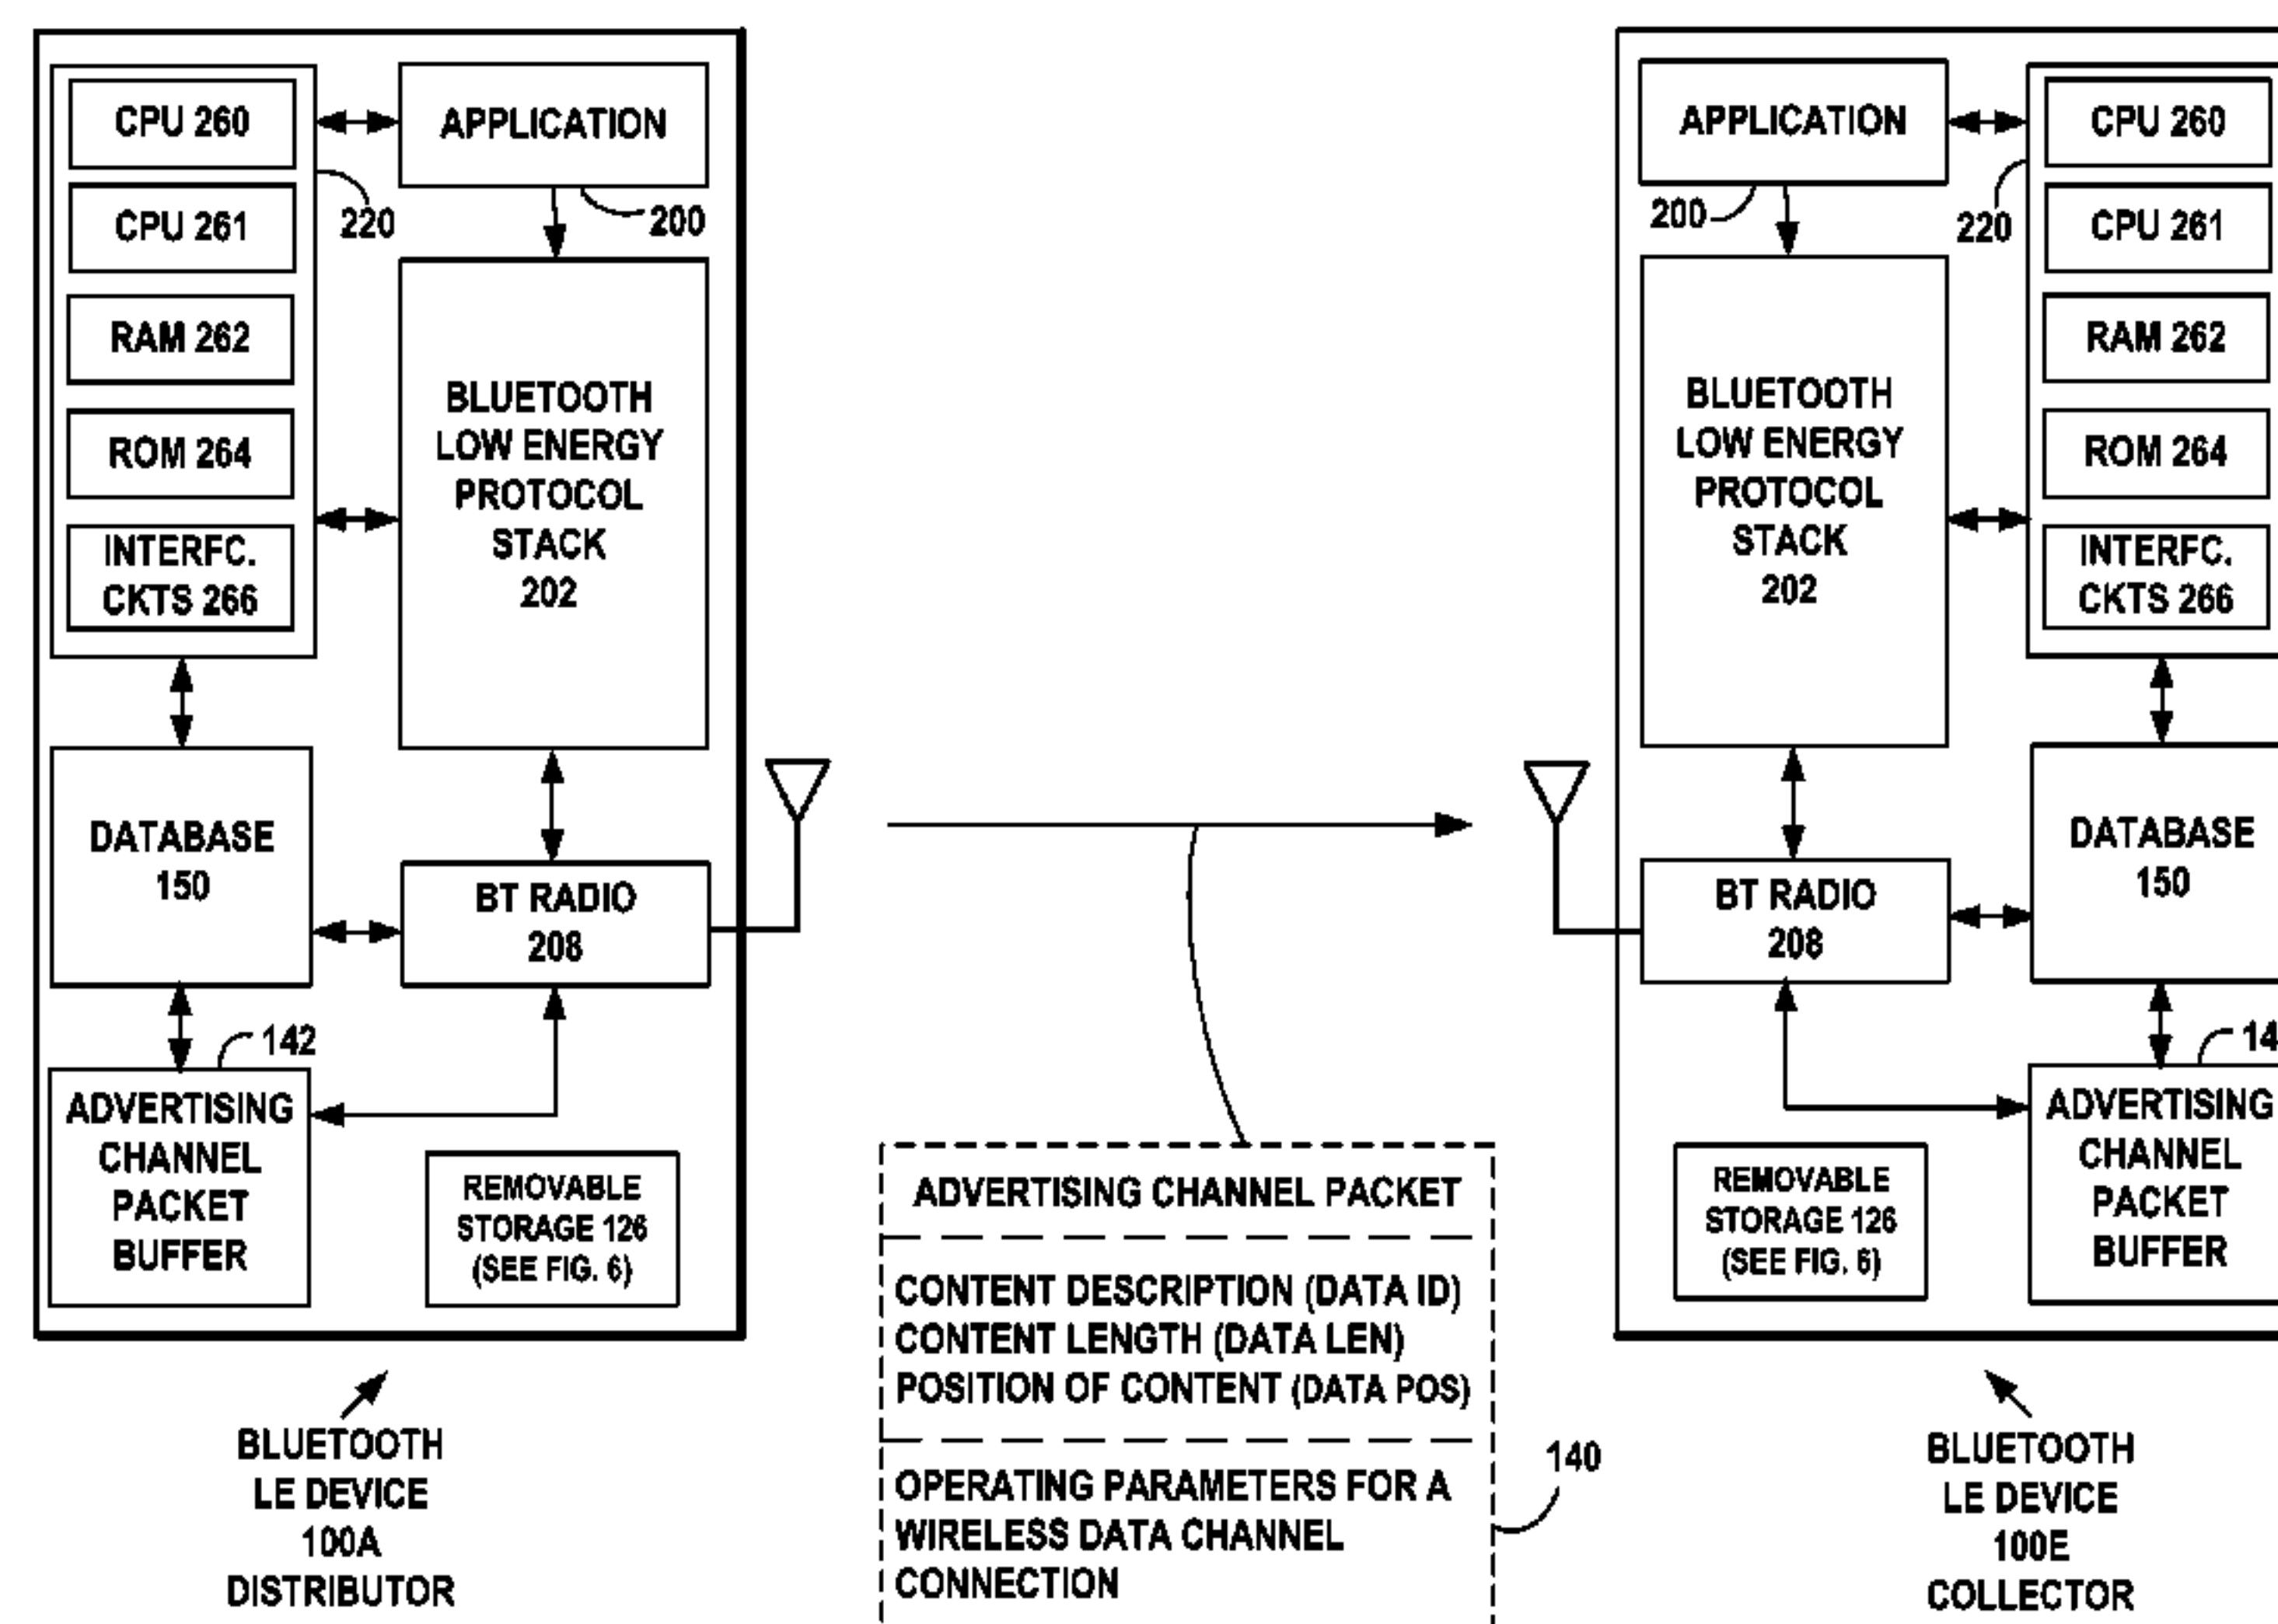 CPU 260
CPU 261
RAM 262
ROM 264
INTERFC.
CKTS 266
220
APPLICATION
200
BLUETOOTH
LOW ENERGY
PROTOCOL
STACK
202
DATABASE
150
BT RADIO
208
142
ADVERTISING
CHANNEL
PACKET
BUFFER
REMOVABLE
STORAGE 126
(SEE FIG. 6)
BLUETOOTH
LE DEVICE
100A
DISTRIBUTOR
ADVERTISING CHANNEL PACKET
CONTENT DESCRIPTION (DATA ID)
CONTENT LENGTH (DATA LEN)
POSITION OF CONTENT (DATA POS)
OPERATING PARAMETERS FOR A
WIRELESS DATA CHANNEL
CONNECTION
140
APPLICATION
200
BLUETOOTH
LOW ENERGY
PROTOCOL
STACK
202
220
CPU 260
CPU 261
RAM 262
ROM 264
INTERFC.
CKTS 266
BT RADIO
208
DATABASE
150
ADVERTISING
CHANNEL
PACKET
BUFFER
REMOVABLE
STORAGE 126
(SEE FIG. 6)
BLUETOOTH
LE DEVICE
100E
COLLECTOR